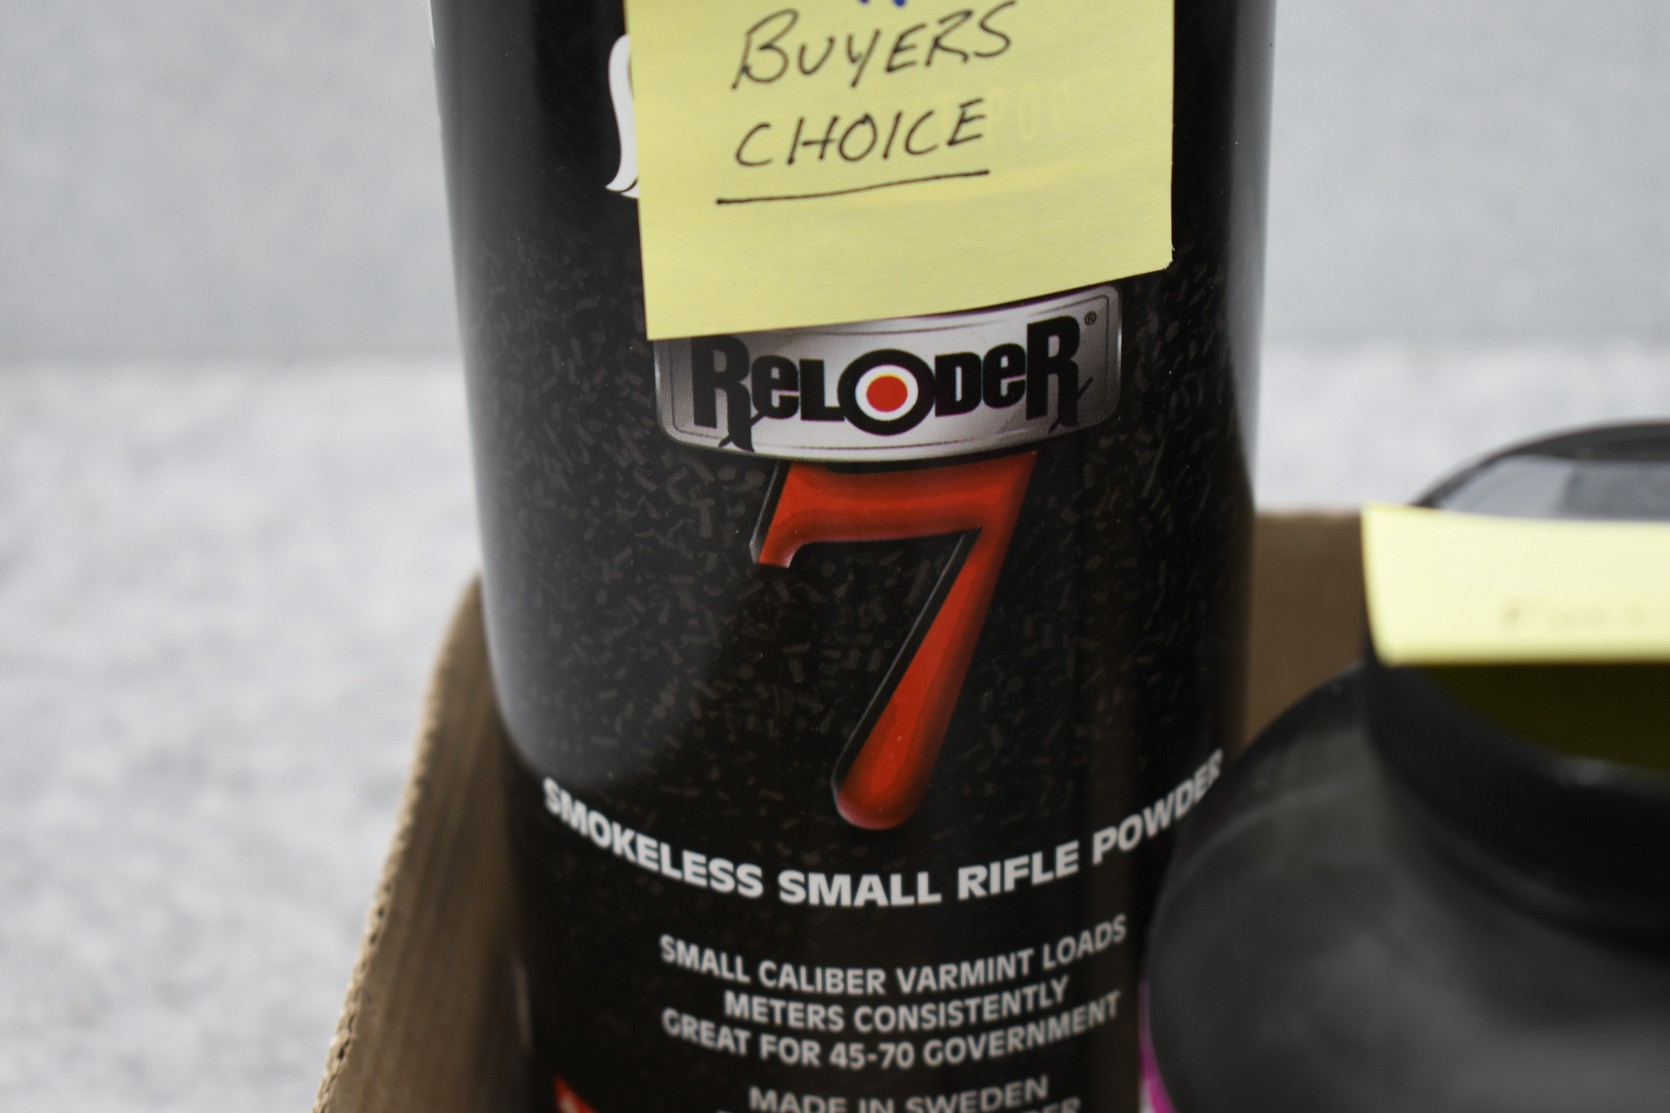 BUYERS
CHOICE
RELODER®
7
SMOKELESS SMALL RIFLE POWDER
SMALL CALIBER VARMINT LOADS
METERS CONSISTENTLY
GREAT FOR 45-70 GOVERNMENT
MADE IN SWEDEN